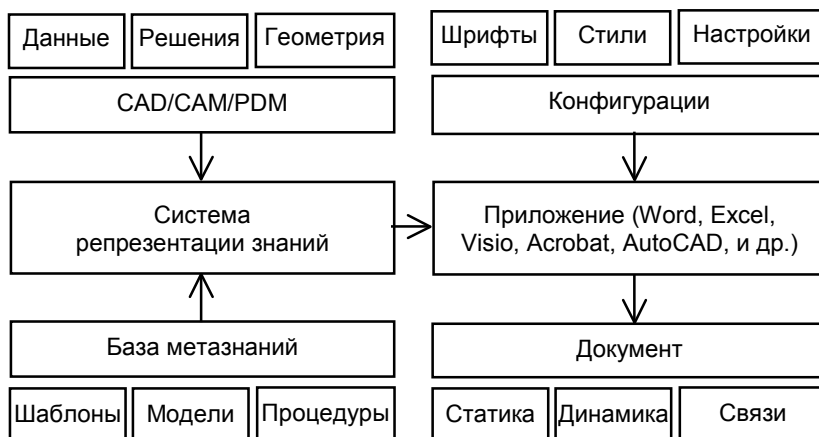 Данные
Решения
Геометрия
Шрифты
Стили
Настройки
CAD/CAM/PDM
Конфигурации
Система
репрезентации знаний
Приложение (Word, Excel,
Visio, Acrobat, AutoCAD, и др.)
База метазнаний
Документ
Шаблоны
Модели
Процедуры
Статика
Динамика
Связи